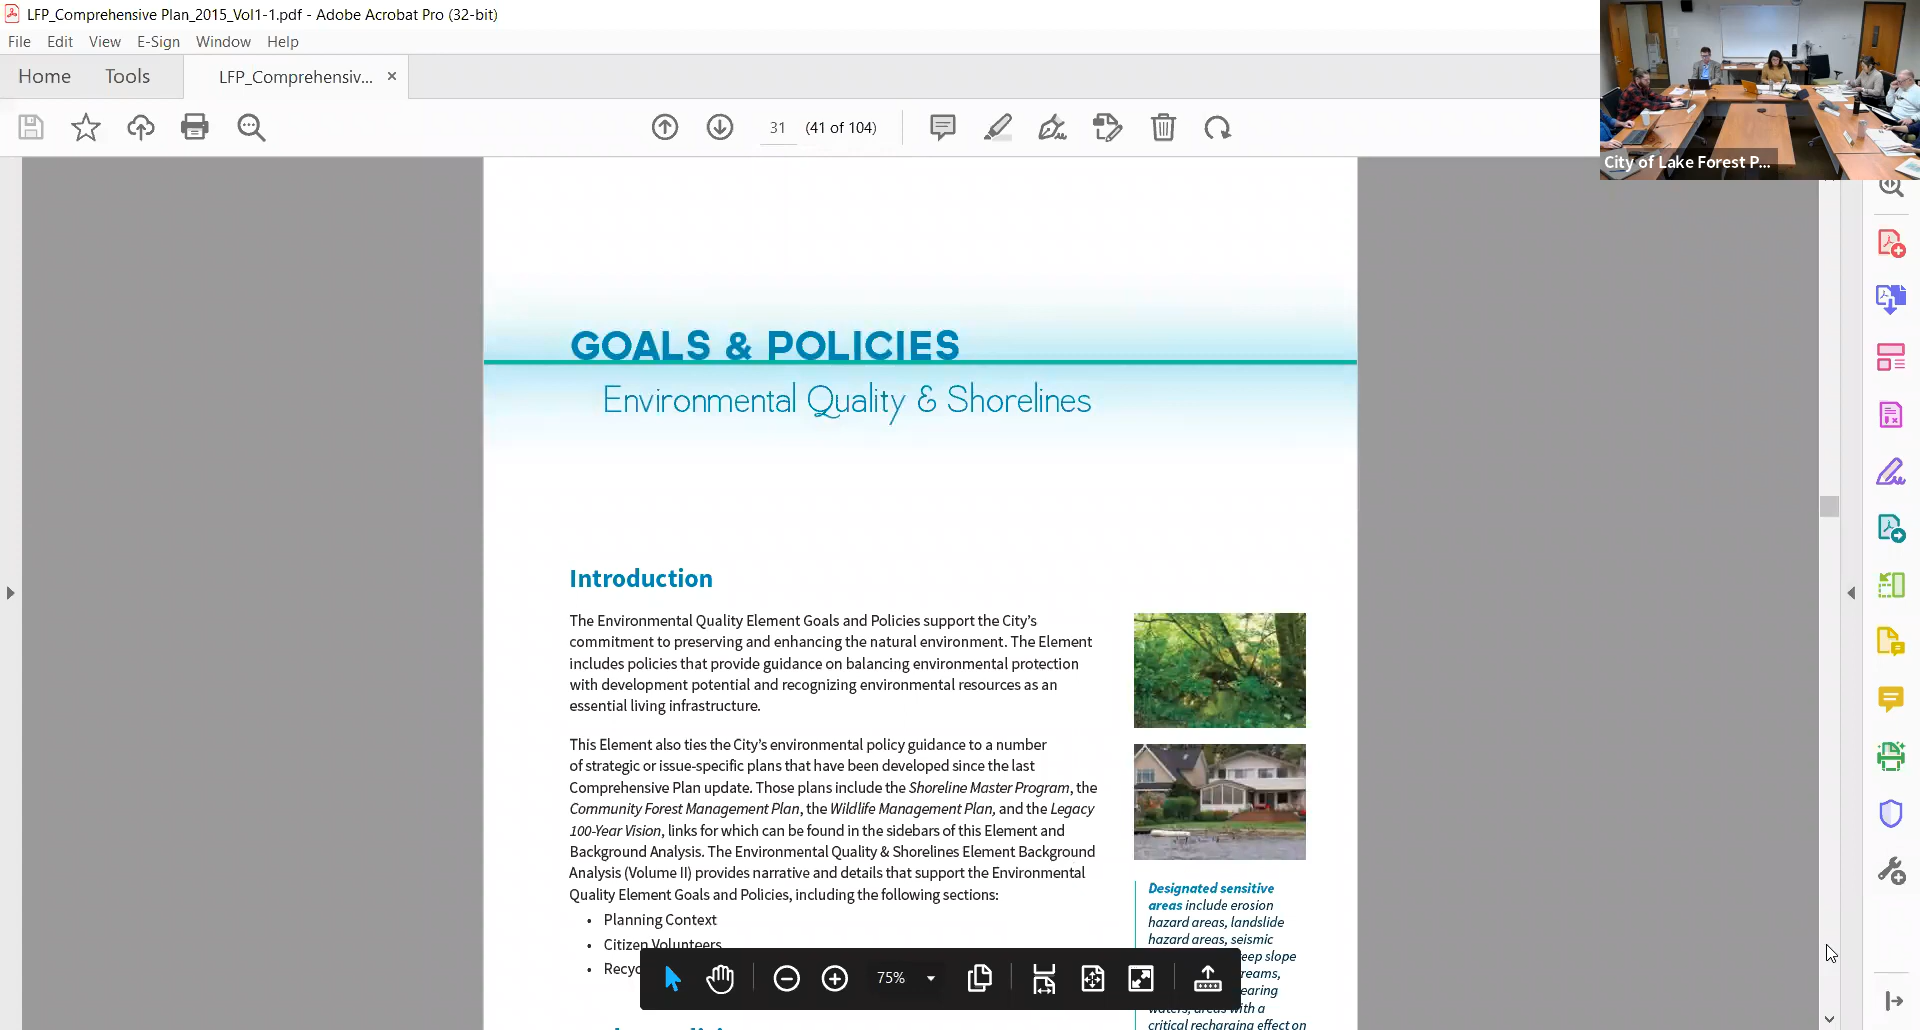 LFP_Comprehensive Plan_2015_Vol1-1.pdf - Adobe Acrobat Pro (32-bit)
File Edit View E-Sign Window Help
Home Tools LFP_Comprehensiv... ×
31 (41 of 104)
City of Lake Forest P...
GOALS & POLICIES
Environmental Quality & Shorelines
Introduction
The Environmental Quality Element Goals and Policies support the City's
commitment to preserving and enhancing the natural environment. The Element
includes policies that provide guidance on balancing environmental protection
with development potential and recognizing environmental resources as an
essential living infrastructure.
This Element also ties the City's environmental policy guidance to a number
of strategic or issue-specific plans that have been developed since the last
Comprehensive Plan update. Those plans include the Shoreline Master Program, the
Community Forest Management Plan, the Wildlife Management Plan, and the Legacy
100-Year Vision, links for which can be found in the sidebars of this Element and
Background Analysis. The Environmental Quality & Shorelines Element Background
Analysis (Volume II) provides narrative and details that support the Environmental
Quality Element Goals and Policies, including the following sections:
• Planning Context
• Citizen Volunteers
• Recyc
Designated sensitive
areas include erosion
hazard areas, landslide
hazard areas, seismic
eep slope
reams,
earing
waters, areas with a
critical recharging effect on
75%